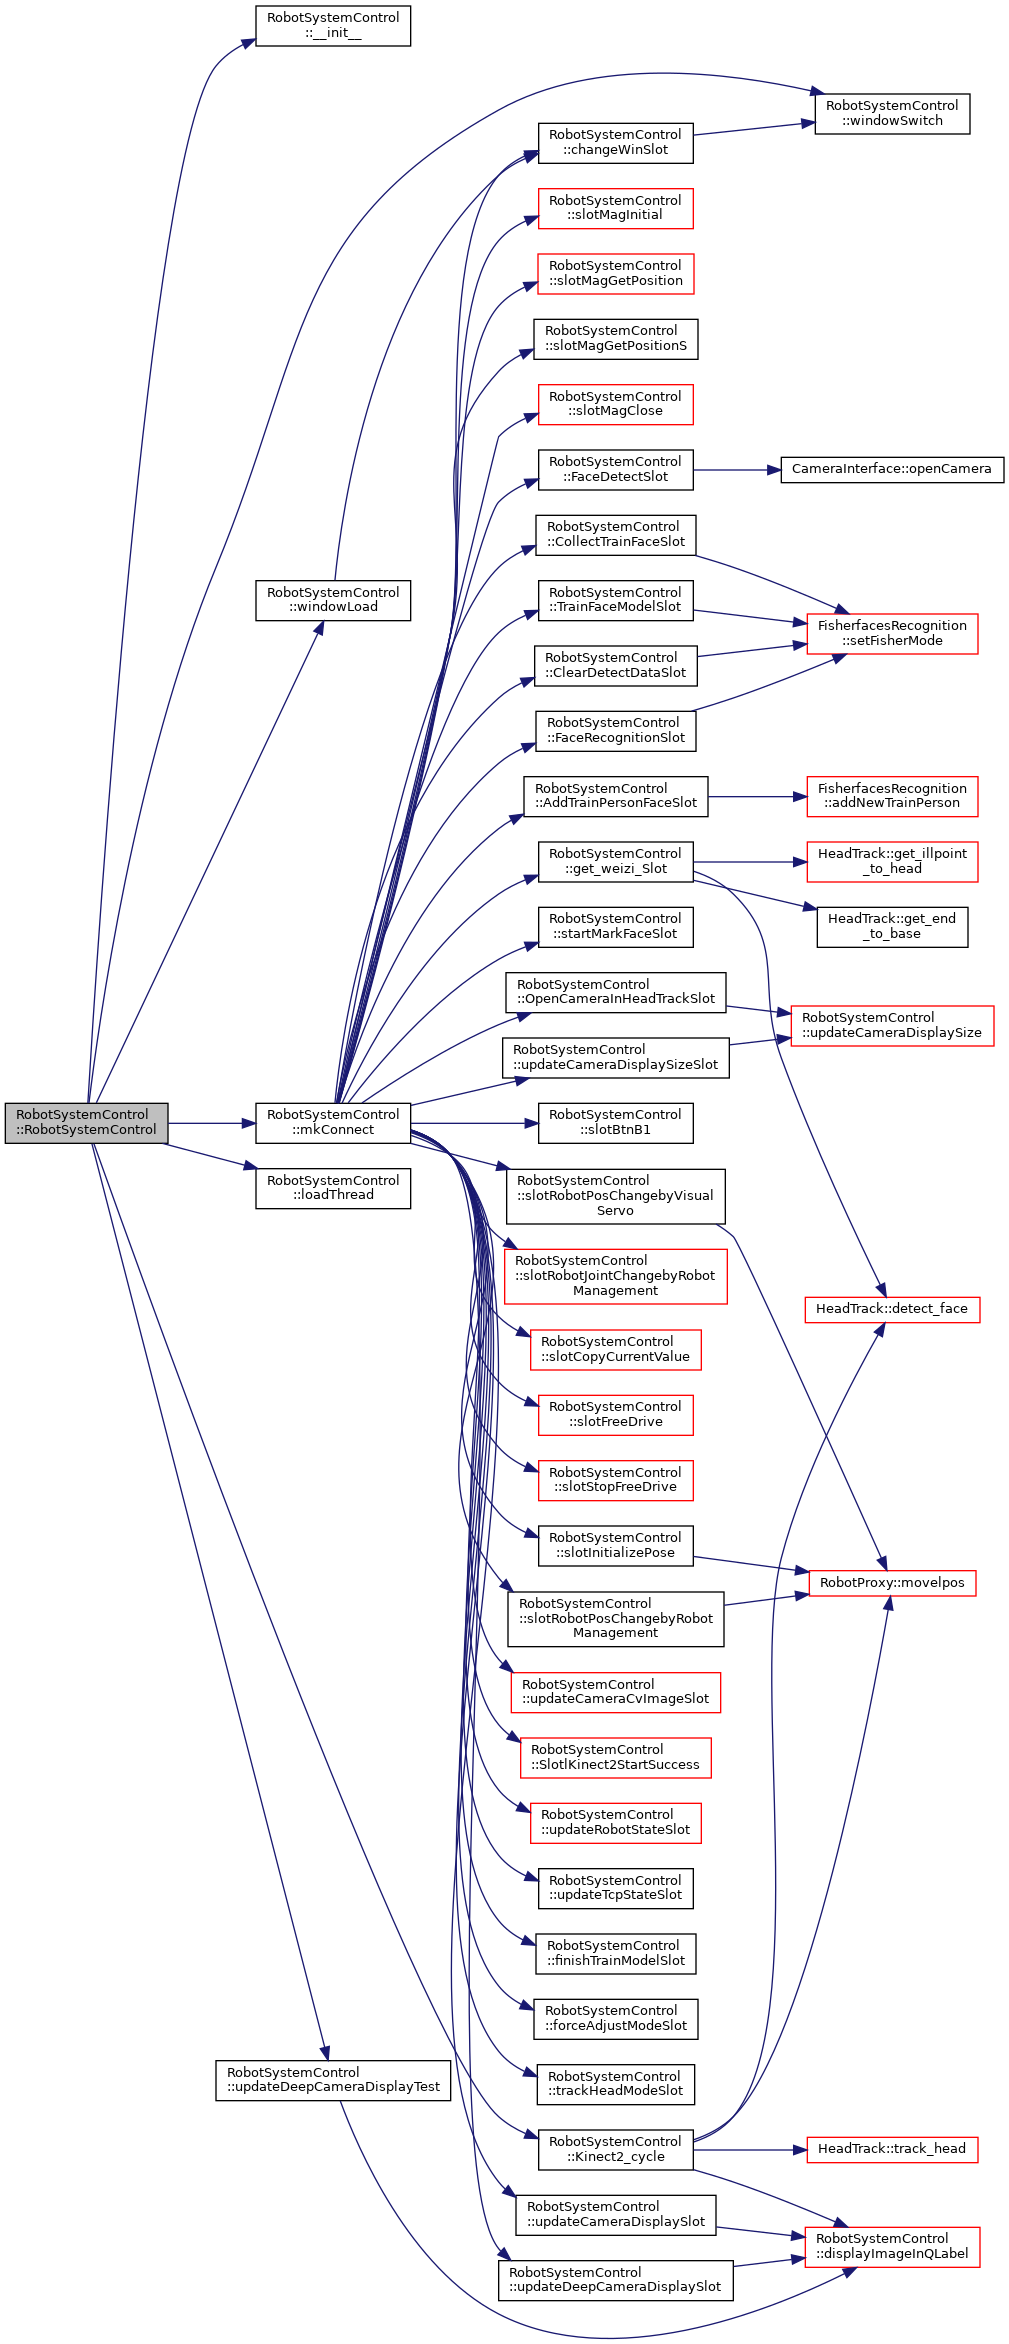 RobotSystemControl
::__init__
RobotSystemControl
::windowSwitch
RobotSystemControl
::changeWinSlot
RobotSystemControl
::slotMagInitial
RobotSystemControl
::slotMagGetPosition
RobotSystemControl
::slotMagGetPositionS
RobotSystemControl
::slotMagClose
RobotSystemControl
::FaceDetectSlot
CameraInterface::openCamera
RobotSystemControl
::CollectTrainFaceSlot
RobotSystemControl
::windowLoad
RobotSystemControl
::TrainFaceModelSlot
FisherfacesRecognition
::setFisherMode
RobotSystemControl
::ClearDetectDataSlot
RobotSystemControl
::FaceRecognitionSlot
RobotSystemControl
::AddTrainPersonFaceSlot
FisherfacesRecognition
::addNewTrainPerson
RobotSystemControl
::get_weizi_Slot
HeadTrack::get_illpoint
_to_head
RobotSystemControl
::startMarkFaceSlot
HeadTrack::get_end
_to_base
RobotSystemControl
::OpenCameraInHeadTrackSlot
RobotSystemControl
::updateCameraDisplaySize
RobotSystemControl
::updateCameraDisplaySizeSlot
RobotSystemControl
::RobotSystemControl
RobotSystemControl
::mkConnect
RobotSystemControl
::slotBtnB1
RobotSystemControl
::loadThread
RobotSystemControl
::slotRobotPosChangebyVisual
Servo
RobotSystemControl
::slotRobotJointChangebyRobot
Management
HeadTrack::detect_face
RobotSystemControl
::slotCopyCurrentValue
RobotSystemControl
::slotFreeDrive
RobotSystemControl
::slotStopFreeDrive
RobotSystemControl
::slotInitializePose
RobotProxy::movelpos
RobotSystemControl
::slotRobotPosChangebyRobot
Management
RobotSystemControl
::updateCameraCvImageSlot
RobotSystemControl
::SlotlKinect2StartSuccess
RobotSystemControl
::updateRobotStateSlot
RobotSystemControl
::updateTcpStateSlot
RobotSystemControl
::finishTrainModelSlot
RobotSystemControl
::forceAdjustModeSlot
RobotSystemControl
::updateDeepCameraDisplayTest
RobotSystemControl
::trackHeadModeSlot
RobotSystemControl
::Kinect2_cycle
HeadTrack::track_head
RobotSystemControl
::updateCameraDisplaySlot
RobotSystemControl
::displayImageInQLabel
RobotSystemControl
::updateDeepCameraDisplaySlot